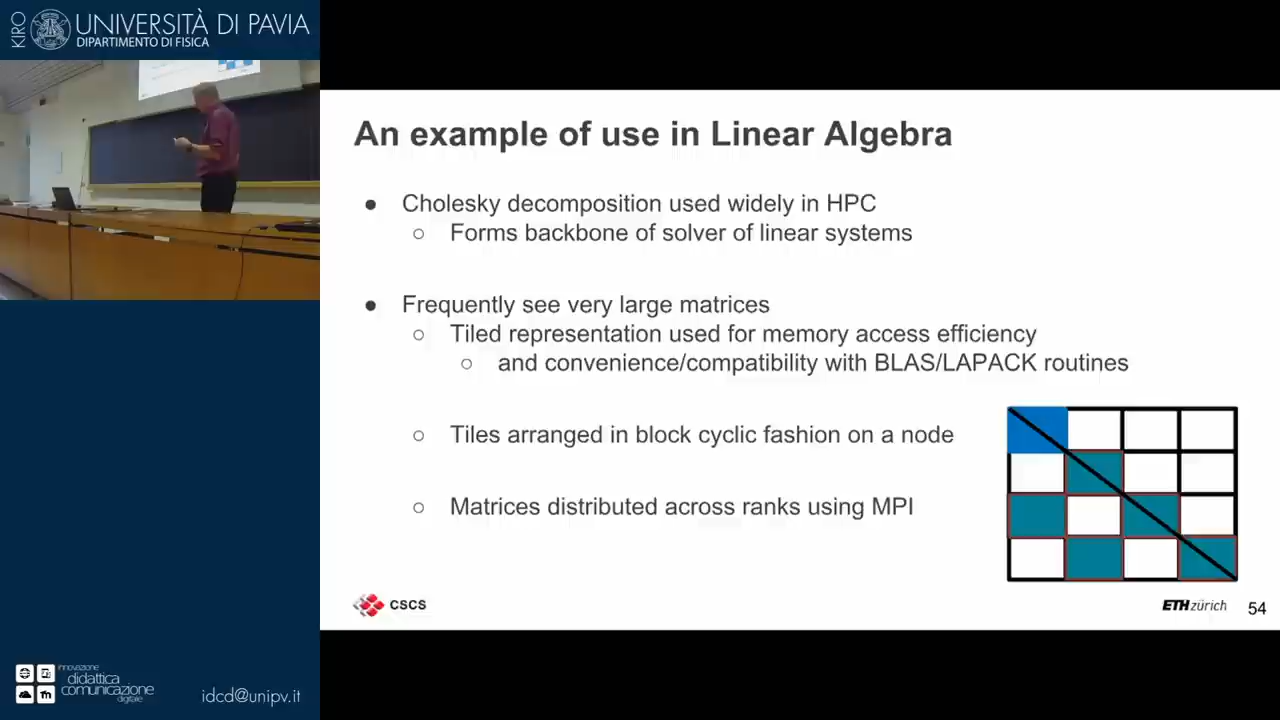 KIRO
UNIVERSITÀ DI PAVIA
DIPARTIMENTO DI FISICA
An example of use in Linear Algebra
● Cholesky decomposition used widely in HPC
○ Forms backbone of solver of linear systems
● Frequently see very large matrices
○ Tiled representation used for memory access efficiency
○ and convenience/compatibility with BLAS/LAPACK routines
○ Tiles arranged in block cyclic fashion on a node
○ Matrices distributed across ranks using MPI
CSCS
ETH zürich
54
innovazione
didattica
comunicazione
digitale
idcd@unipv.it